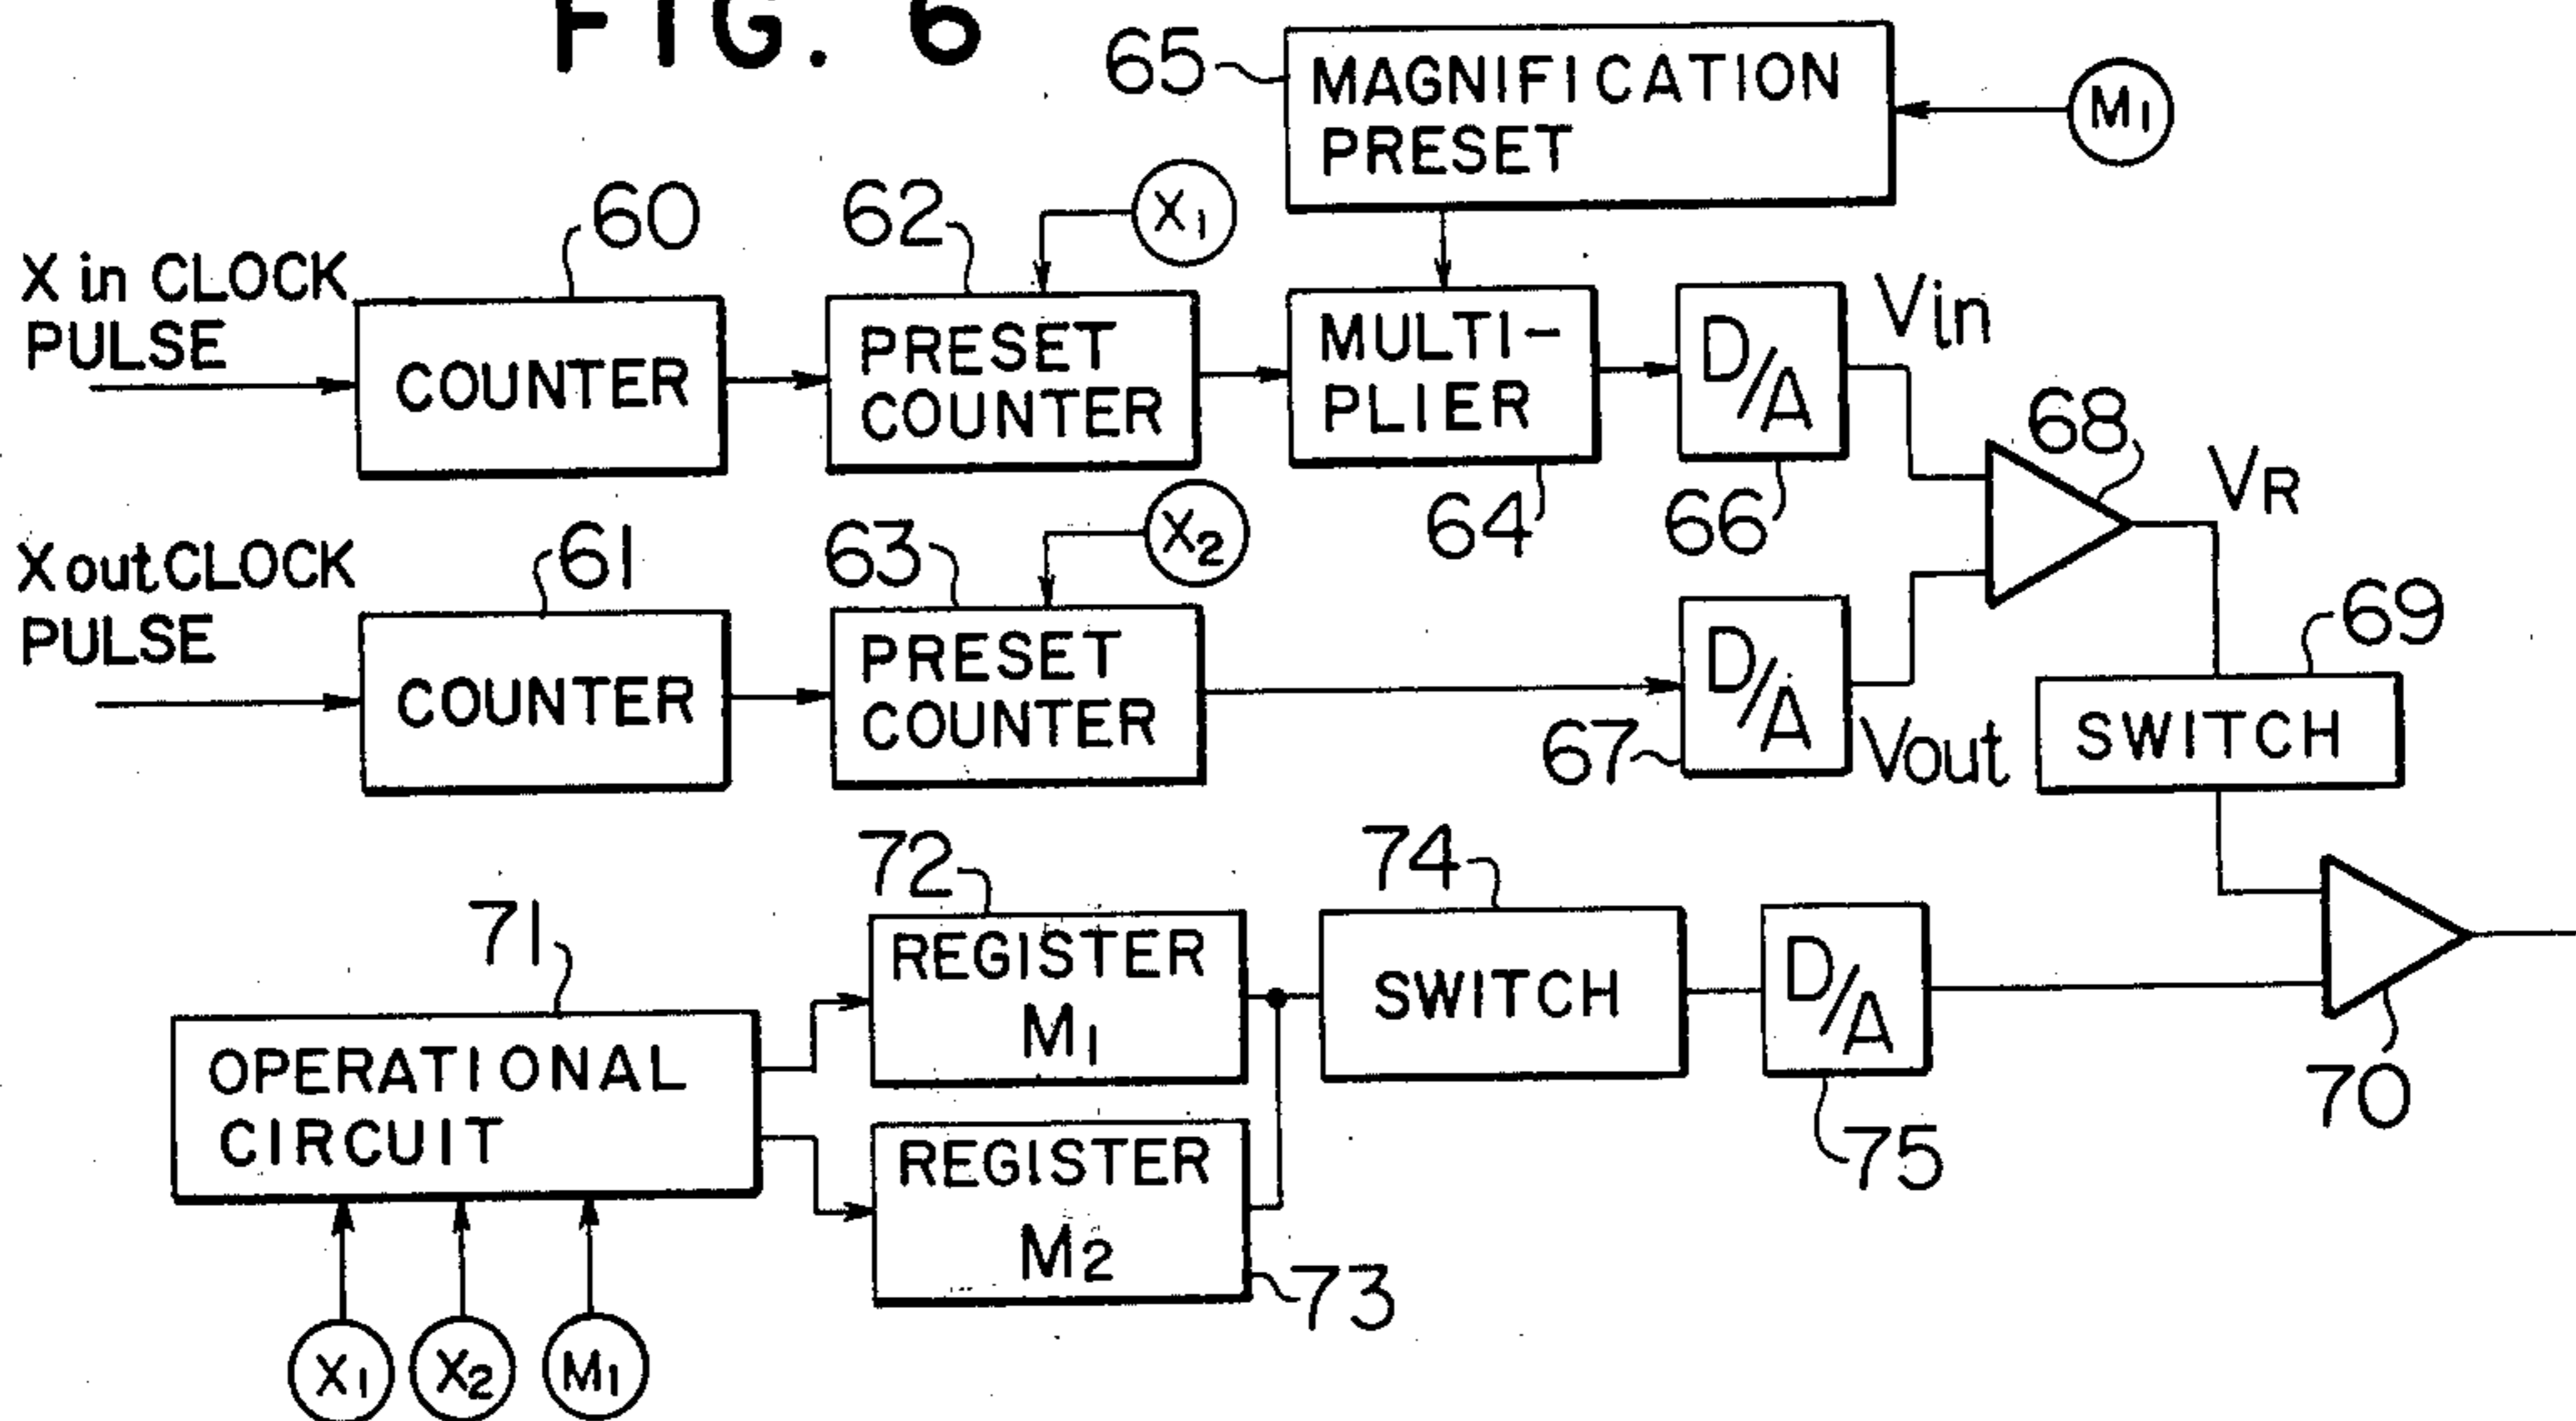 FIG. 6
65
MAGNIFICATION
PRESET
M1
60
62
X1
X in CLOCK
PULSE
COUNTER
PRESET
COUNTER
MULTI-
PLIER
D/A
Vin
68
VR
64
66
X2
61
63
X out CLOCK
PULSE
COUNTER
PRESET
COUNTER
D/A
67
Vout
69
SWITCH
72
74
71
REGISTER
M1
SWITCH
D/A
70
OPERATIONAL
CIRCUIT
REGISTER
M2
75
73
X1
X2
M1